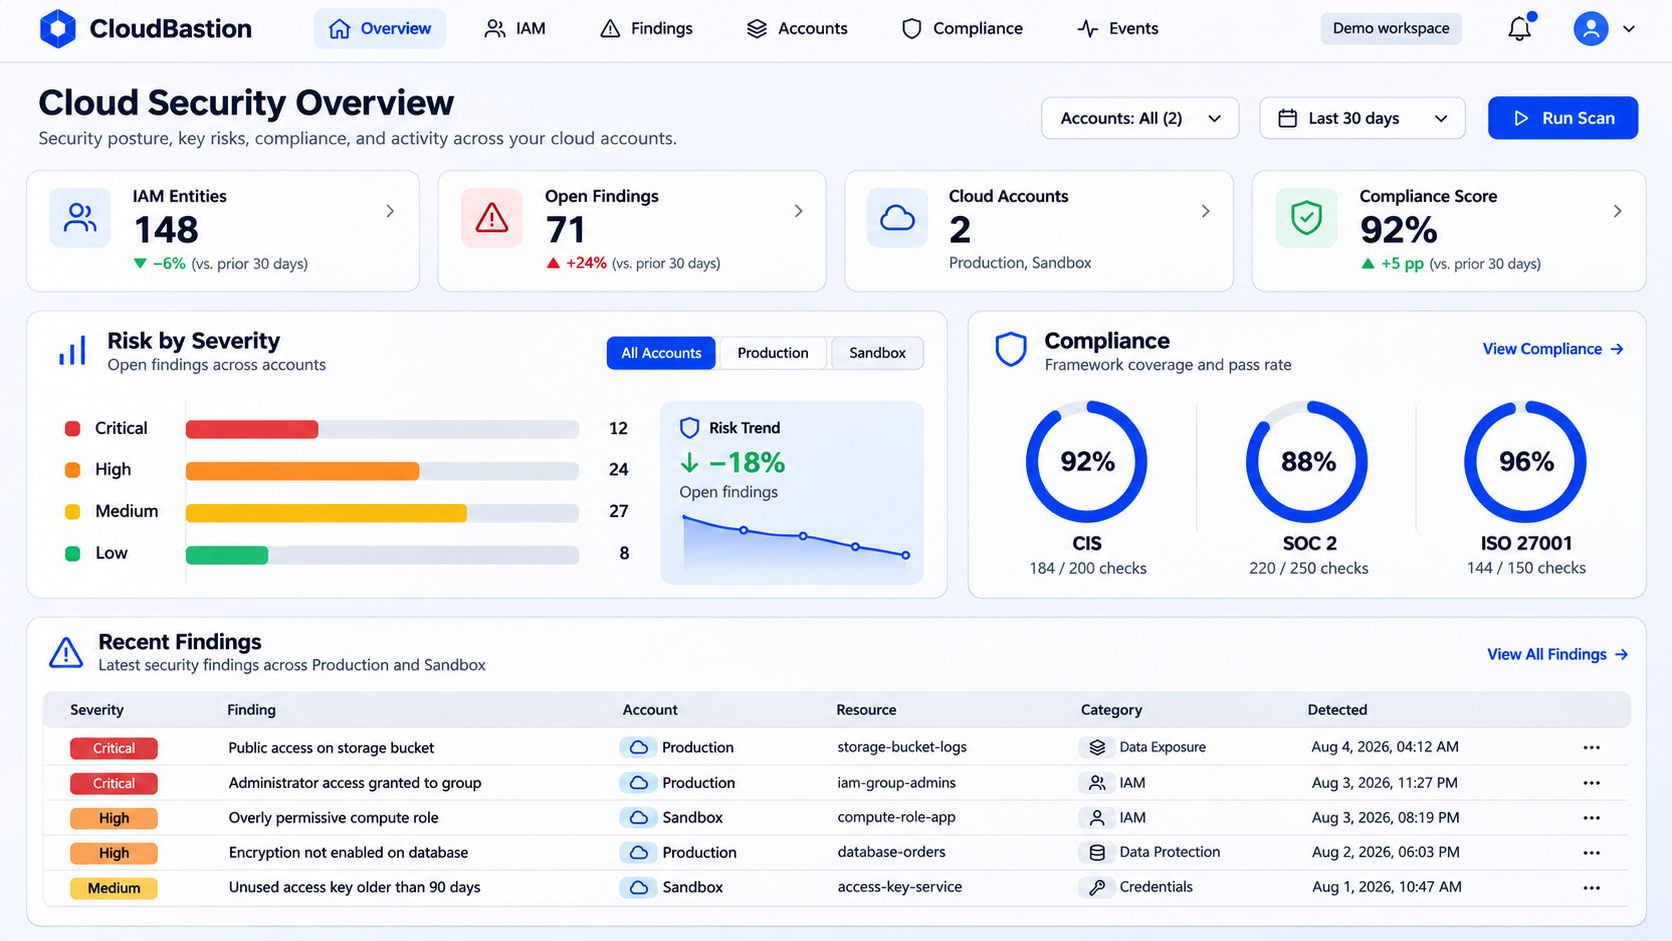 CloudBastion
Overview
IAM
Findings
Accounts
Compliance
Events
Demo workspace
Cloud Security Overview
Security posture, key risks, compliance, and activity across your cloud accounts.
Accounts: All (2)
Last 30 days
Run Scan
IAM Entities
148
▼ −6% (vs. prior 30 days)
Open Findings
71
▲ +24% (vs. prior 30 days)
Cloud Accounts
2
Production, Sandbox
Compliance Score
92%
▲ +5 pp (vs. prior 30 days)
Risk by Severity
Open findings across accounts
All Accounts
Production
Sandbox
Critical 12
High 24
Medium 27
Low 8
Risk Trend
↓ −18%
Open findings
Compliance
Framework coverage and pass rate
View Compliance →
92%
CIS
184 / 200 checks
88%
SOC 2
220 / 250 checks
96%
ISO 27001
144 / 150 checks
Recent Findings
Latest security findings across Production and Sandbox
View All Findings →
Severity Finding Account Resource Category Detected
Critical Public access on storage bucket Production storage-bucket-logs Data Exposure Aug 4, 2026, 04:12 AM
Critical Administrator access granted to group Production iam-group-admins IAM Aug 3, 2026, 11:27 PM
High Overly permissive compute role Sandbox compute-role-app IAM Aug 3, 2026, 08:19 PM
High Encryption not enabled on database Production database-orders Data Protection Aug 2, 2026, 06:03 PM
Medium Unused access key older than 90 days Sandbox access-key-service Credentials Aug 1, 2026, 10:47 AM